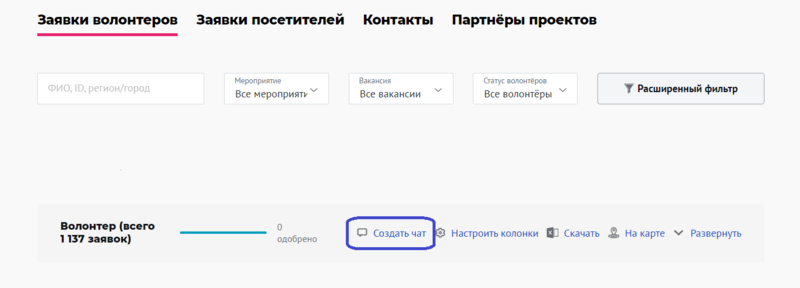 Заявки волонтеров Заявки посетителей Контакты Партнёры проектов
ФИО, ID, регион/город
Мероприятие
Все мероприяти
Вакансия
Все вакансии
Статус волонтёров
Все волонтёры
Расширенный фильтр
Волонтер (всего
1 137 заявок)
0
одобрено
Создать чат
Настроить колонки
Скачать
На карте
Развернуть